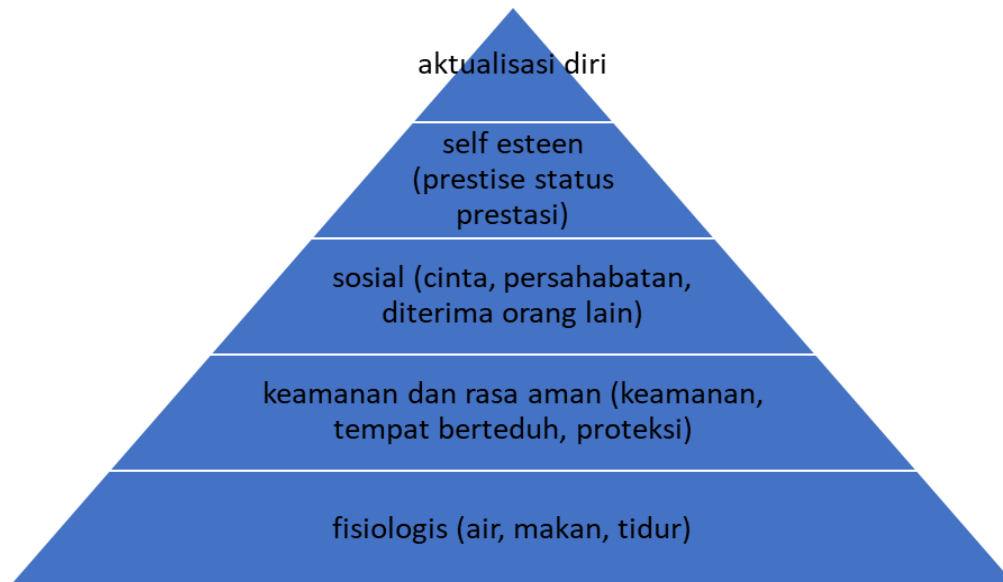 aktualisasi diri
self esteen
(prestise status
prestasi)
sosial (cinta, persahabatan,
diterima orang lain)
keamanan dan rasa aman (keamanan,
tempat berteduh, proteksi)
fisiologis (air, makan, tidur)